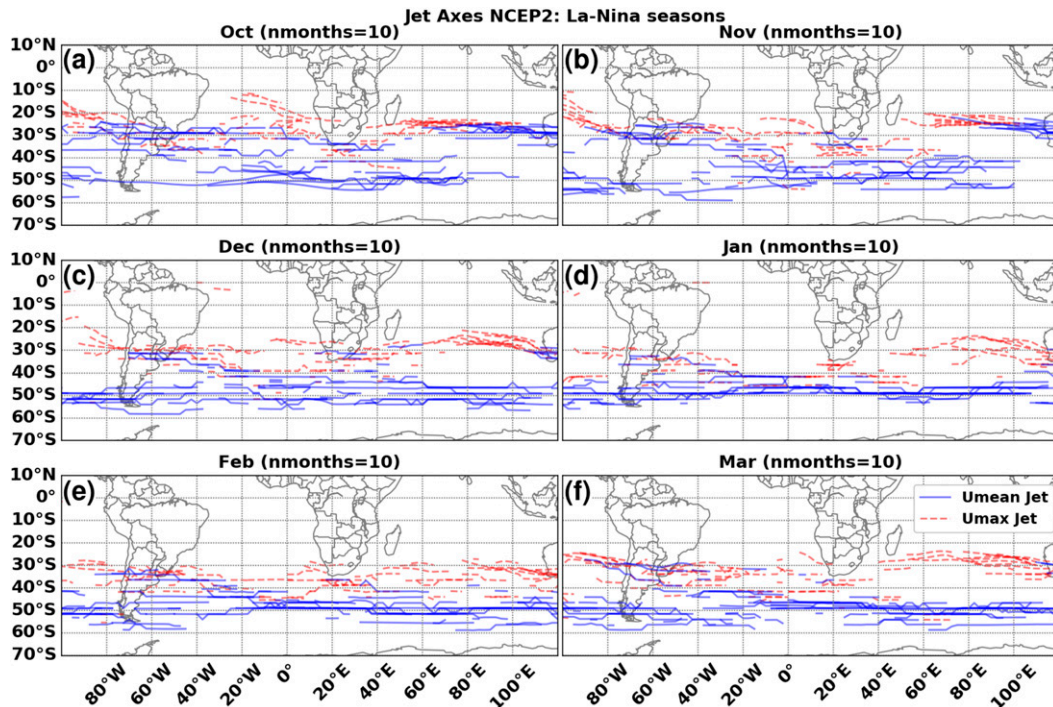 Jet Axes NCEP2: La-Nina seasons
Oct (nmonths=10)
Nov (nmonths=10)
10°N
0°
10°S
20°S
30°S
40°S
50°S
60°S
70°S
(a)
(b)
Dec (nmonths=10)
Jan (nmonths=10)
10°N
0°
10°S
20°S
30°S
40°S
50°S
60°S
70°S
(c)
(d)
Feb (nmonths=10)
Mar (nmonths=10)
10°N
0°
10°S
20°S
30°S
40°S
50°S
60°S
70°S
(e)
(f)
Umean Jet
Umax Jet
80°W
60°W
40°W
20°W
0°
20°E
40°E
60°E
80°E
100°E
80°W
60°W
40°W
20°W
0°
20°E
40°E
60°E
80°E
100°E